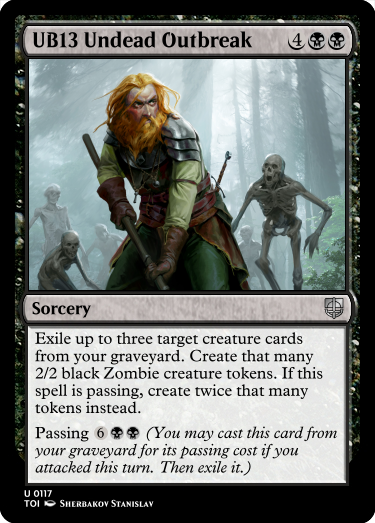 UB13 Undead Outbreak 4
Sorcery
Exile up to three target creature cards
from your graveyard. Create that many
2/2 black Zombie creature tokens. If this
spell is passing, create twice that many
tokens instead.
Passing 6 (You may cast this card from
your graveyard for its passing cost if you
attacked this turn. Then exile it.)
U 0117
TOI SHERBAKOV STANISLAV